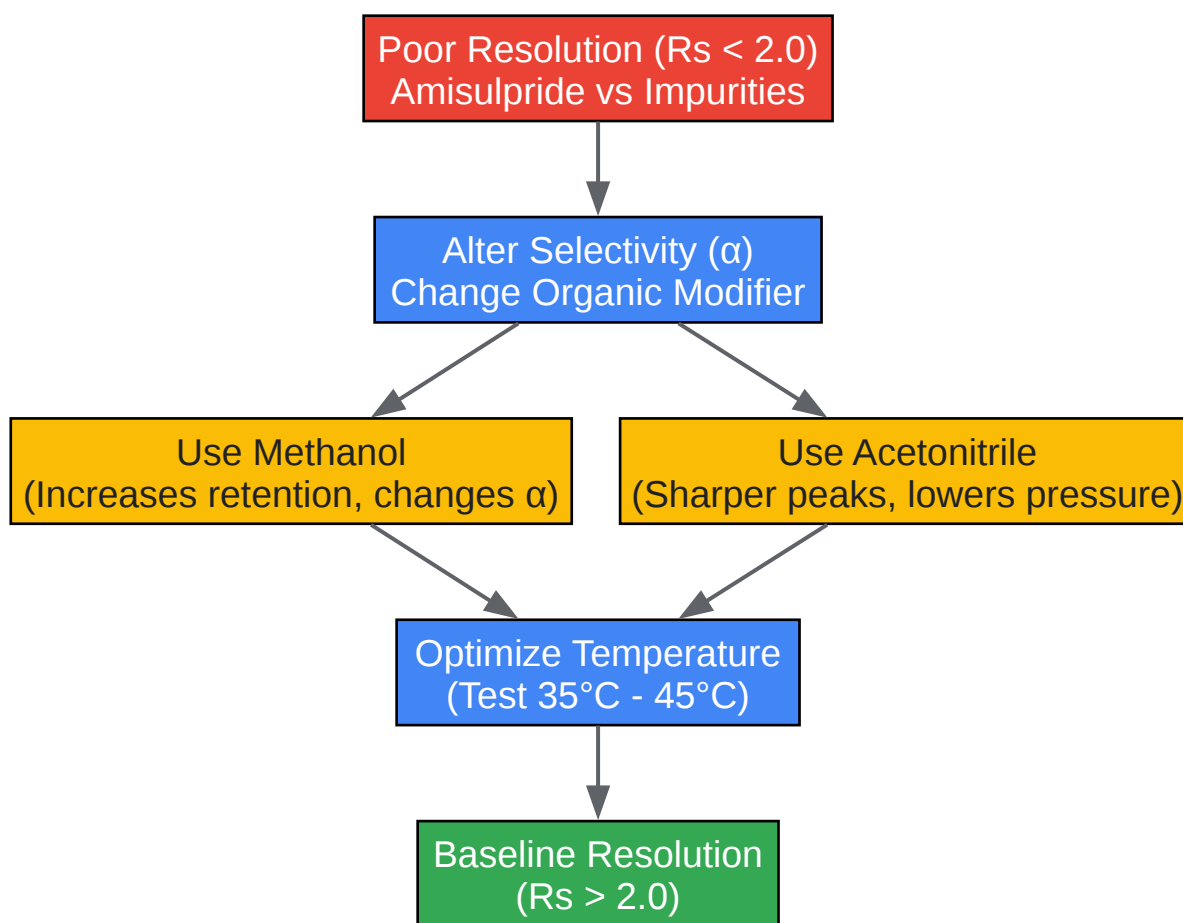 Poor Resolution (Rs < 2.0)
Amisulpride vs Impurities
Alter Selectivity (α)
Change Organic Modifier
Use Methanol
(Increases retention, changes α)
Use Acetonitrile
(Sharper peaks, lowers pressure)
Optimize Temperature
(Test 35°C - 45°C)
Baseline Resolution
(Rs > 2.0)